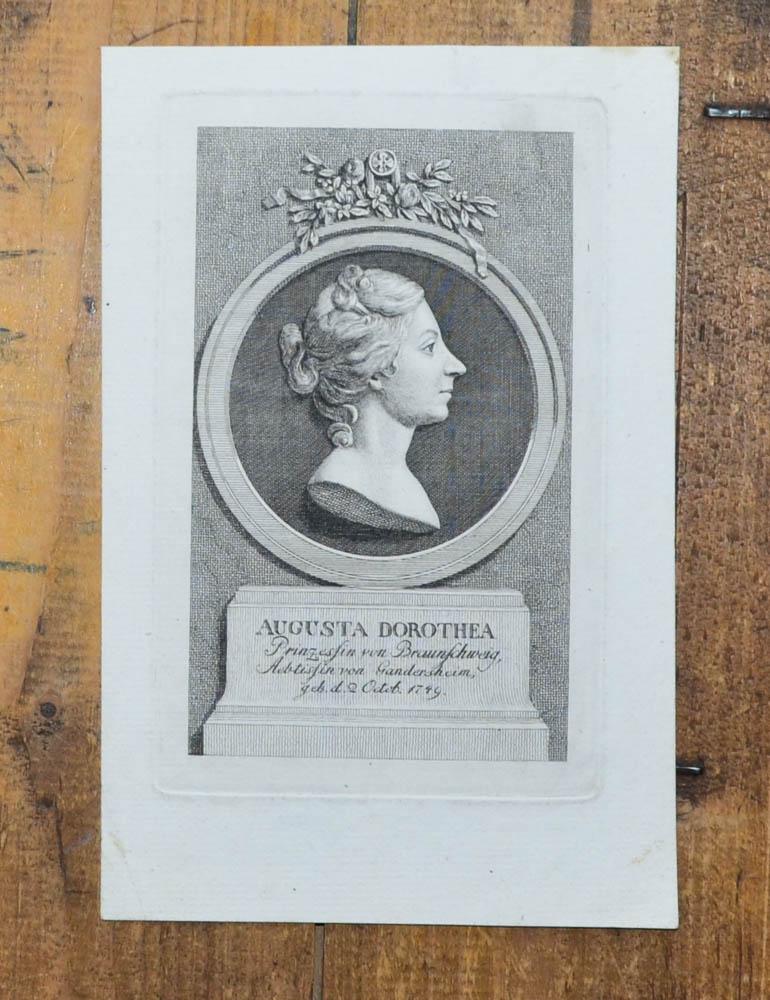 AUGUSTA DOROTHEA
Prinzessin von Braunschweig,
Aebtissin von Gandersheim,
geb. d. 2 Octob. 1749.